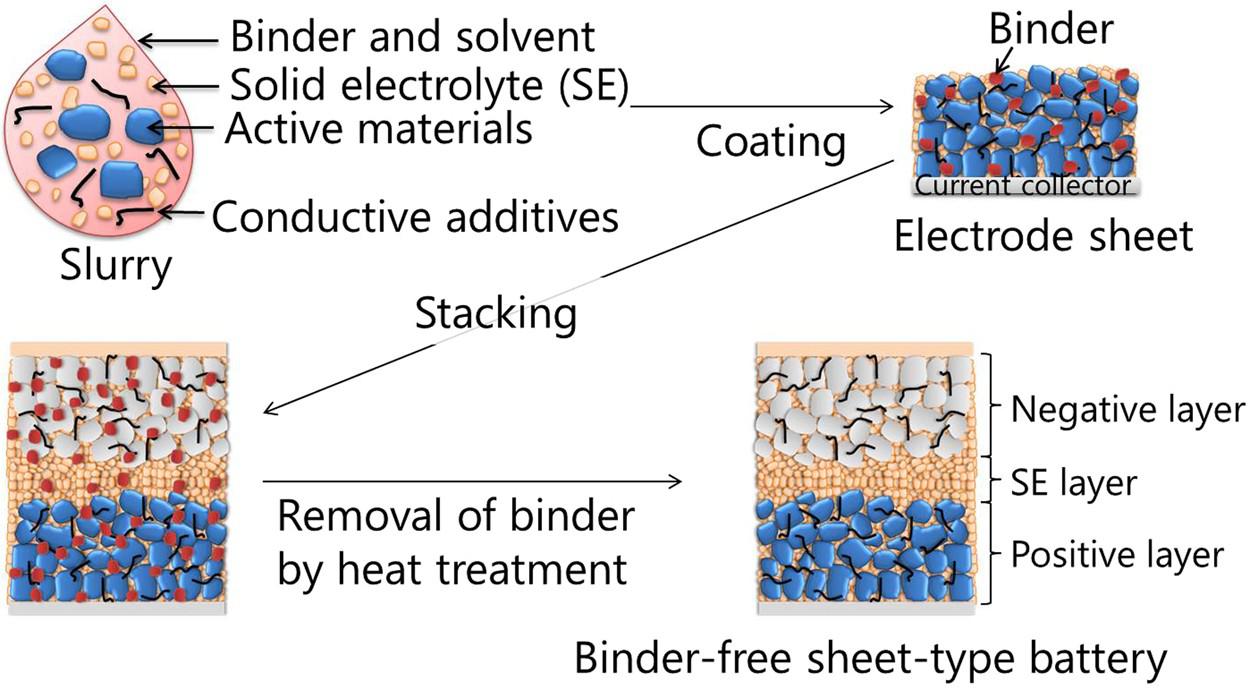 Binder and solvent
Solid electrolyte (SE)
Active materials
Conductive additives
Slurry
Coating
Binder
Current collector
Electrode sheet
Stacking
Removal of binder
by heat treatment
Negative layer
SE layer
Positive layer
Binder-free sheet-type battery